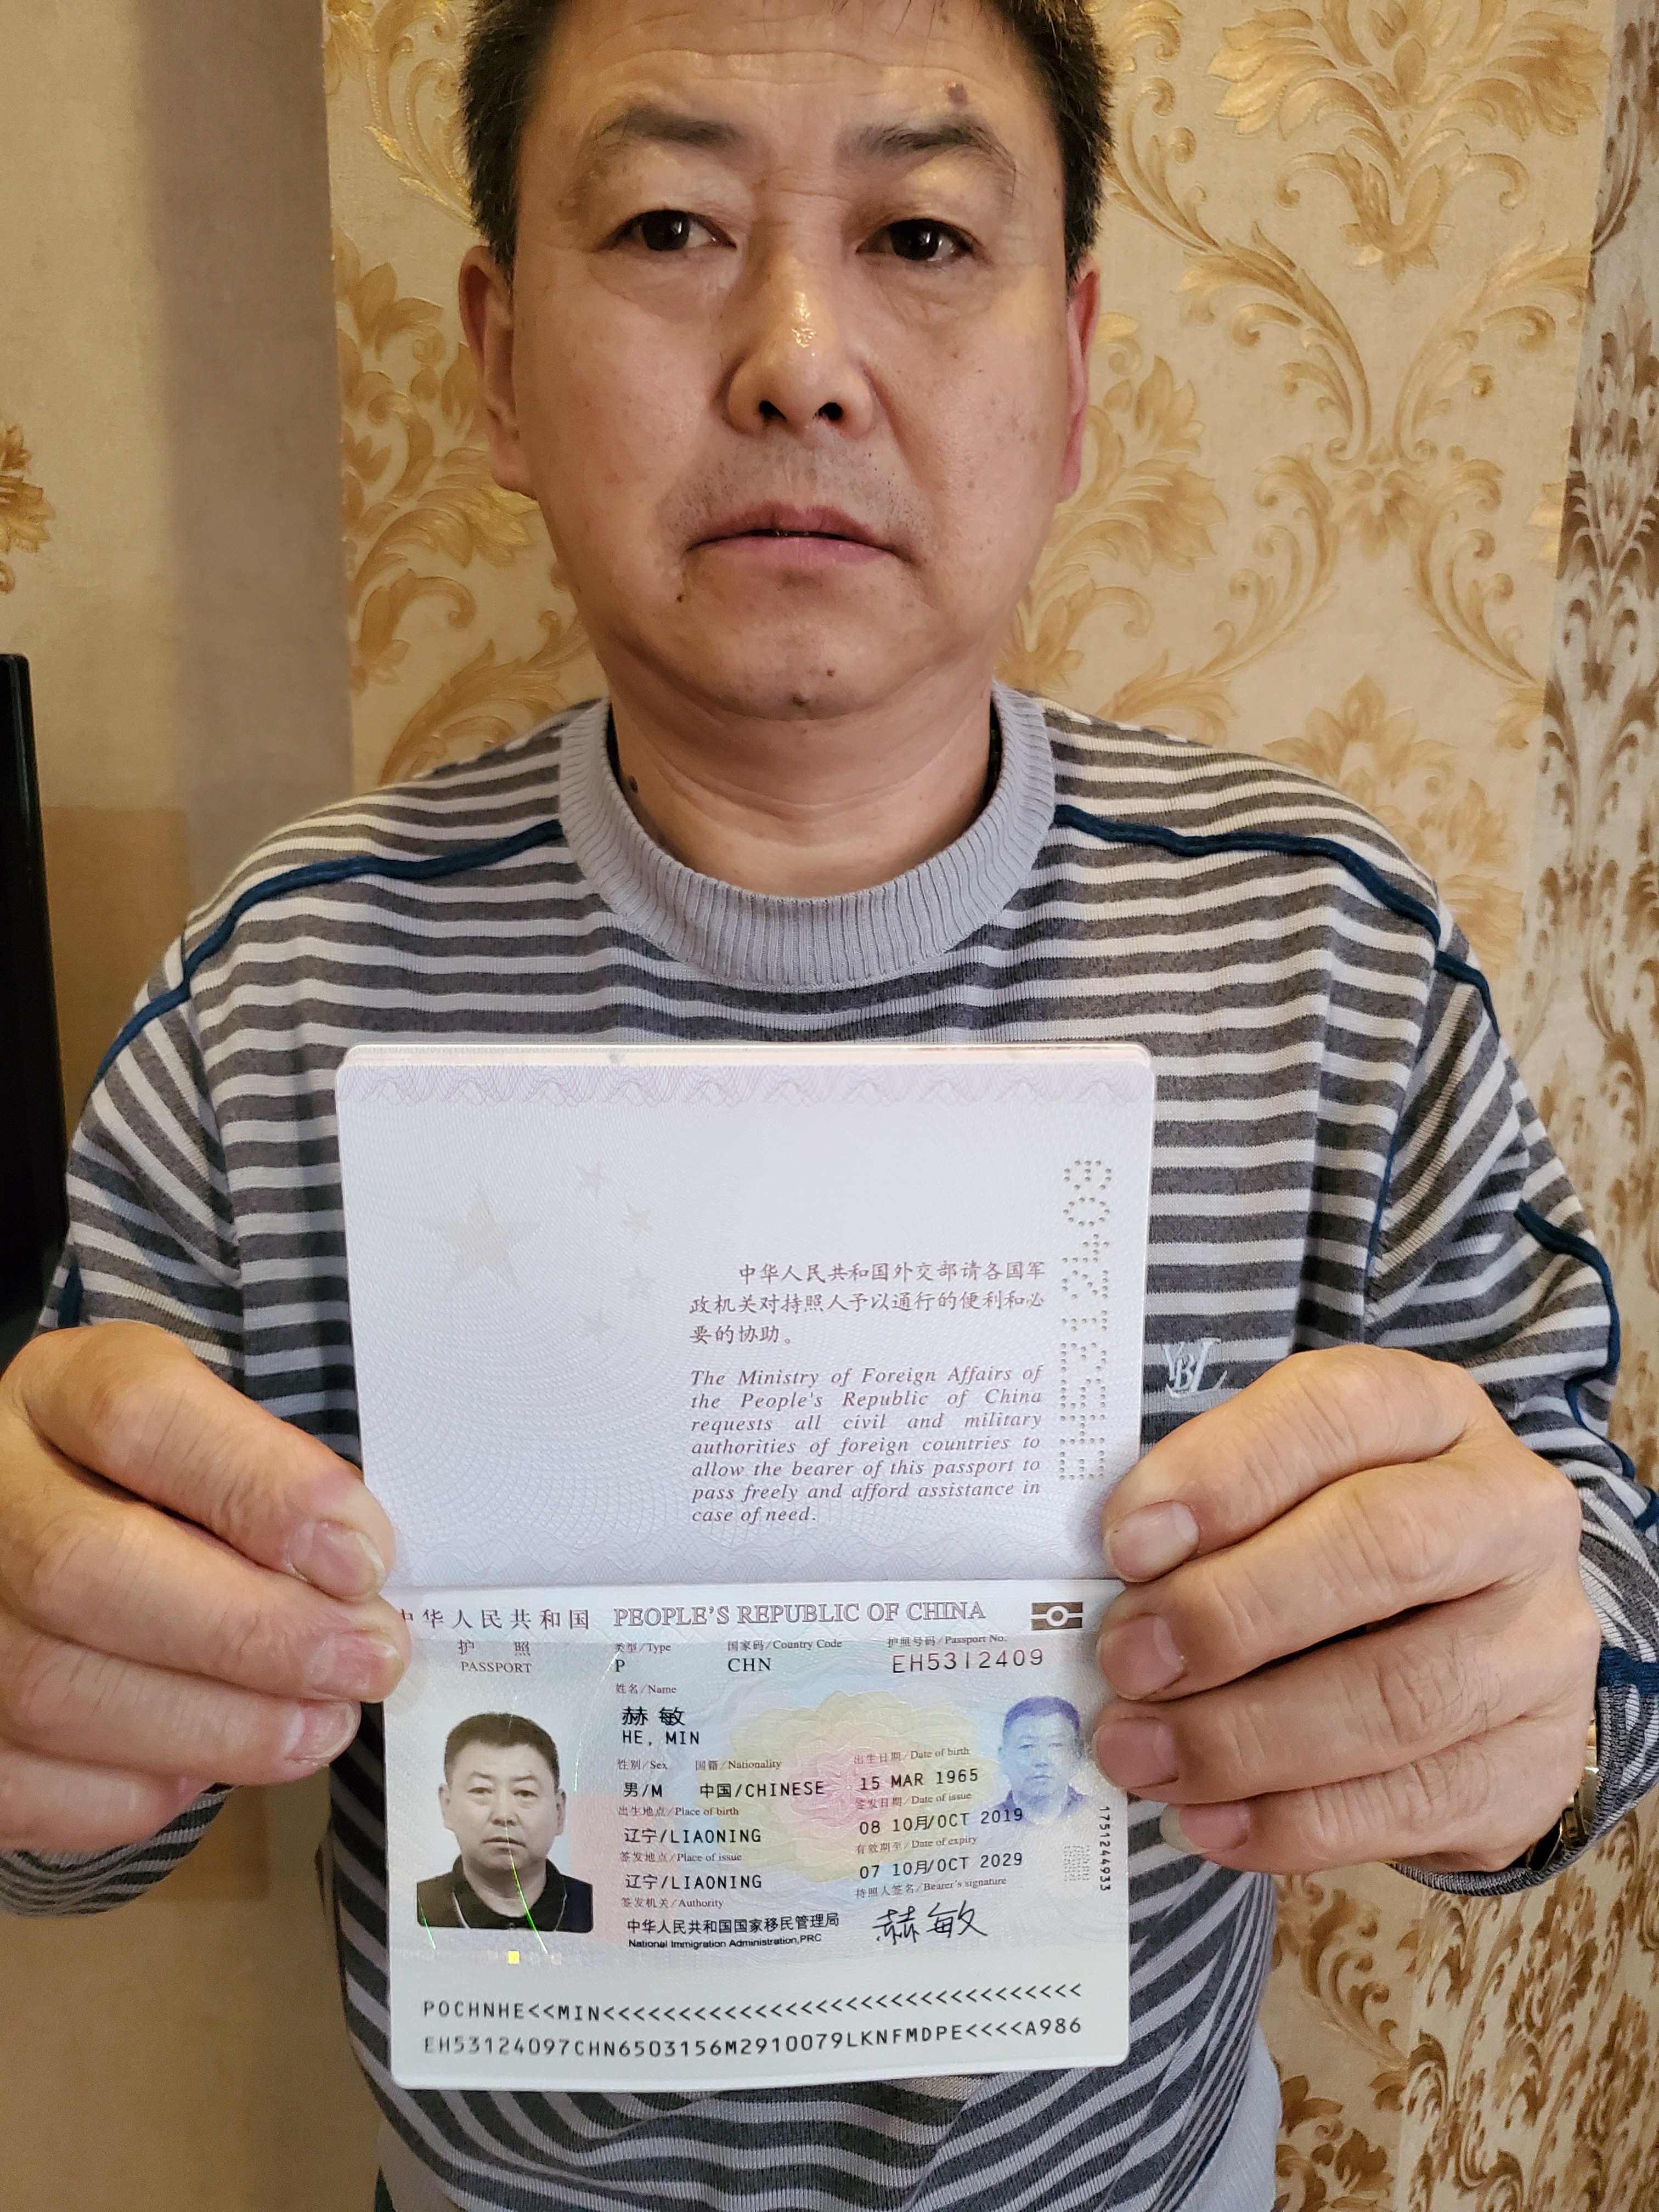 中华人民共和国外交部请各国军
政机关对持照人予以通行的便利和必
要的协助。
The Ministry of Foreign Affairs of
the People's Republic of China
requests all civil and military
authorities of foreign countries to
allow the bearer of this passport to
pass freely and afford assistance in
case of need.
EH5312409
YBL
中华人民共和国 PEOPLE'S REPUBLIC OF CHINA
护 照
PASSPORT
类型/Type 国家码/Country Code 护照号码/Passport No.
P CHN EH5312409
姓名/Name
赫敏
HE, MIN
性别/Sex 国籍/Nationality 出生日期/Date of birth
男/M 中国/CHINESE 15 MAR 1965
出生地点/Place of birth 签发日期/Date of issue
辽宁/LIAONING 08 10月/OCT 2019
签发地点/Place of issue 有效期至/Date of expiry
辽宁/LIAONING 07 10月/OCT 2029
签发机关/Authority 持照人签名/Bearer's signature
中华人民共和国国家移民管理局 赫敏
National Immigration Administration,PRC
1751244933
POCHNHE<<MIN<<<<<<<<<<<<<<<<<<<<<<<<<<<<<<<<
EH53124097CHN6503156M2910079LKNFMDPE<<<<A986